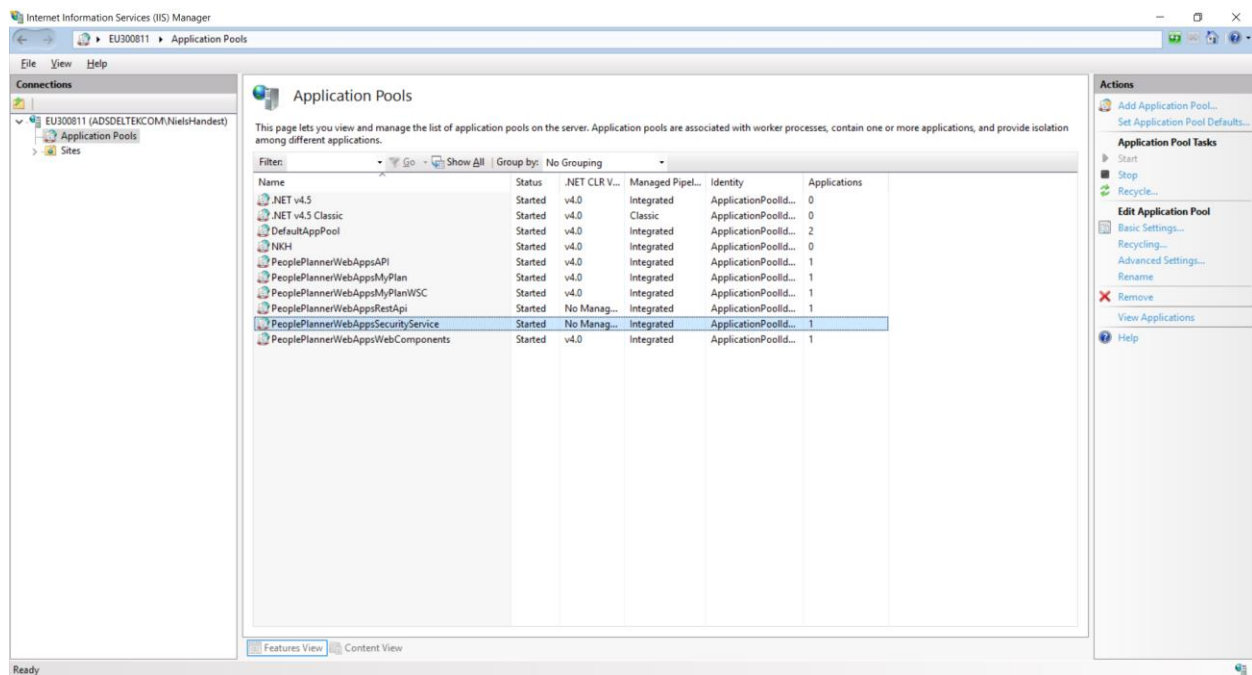 Internet Information Services (IIS) Manager
EU300811 Application Pools
File View Help
Connections
EU300811 (ADSDELTEKCOM\NielsHandest)
Application Pools
Sites
Application Pools
This page lets you view and manage the list of application pools on the server. Application pools are associated with worker processes, contain one or more applications, and provide isolation
among different applications.
Filter: Go Show All Group by: No Grouping
Name Status .NET CLR V... Managed Pipel... Identity Applications
.NET v4.5 Started v4.0 Integrated ApplicationPoolId... 0
.NET v4.5 Classic Started v4.0 Classic ApplicationPoolId... 0
DefaultAppPool Started v4.0 Integrated ApplicationPoolId... 2
NKH Started v4.0 Integrated ApplicationPoolId... 0
PeoplePlannerWebAppsAPI Started v4.0 Integrated ApplicationPoolId... 1
PeoplePlannerWebAppsMyPlan Started v4.0 Integrated ApplicationPoolId... 1
PeoplePlannerWebAppsMyPlanWSC Started v4.0 Integrated ApplicationPoolId... 1
PeoplePlannerWebAppsRestApi Started No Manag... Integrated ApplicationPoolId... 1
PeoplePlannerWebAppsSecurityService Started No Manag... Integrated ApplicationPoolId... 1
PeoplePlannerWebAppsWebComponents Started v4.0 Integrated ApplicationPoolId... 1
Features View Content View
Actions
Add Application Pool...
Set Application Pool Defaults...
Application Pool Tasks
Start
Stop
Recycle...
Edit Application Pool
Basic Settings...
Recycling...
Advanced Settings...
Rename
Remove
View Applications
Help
Ready